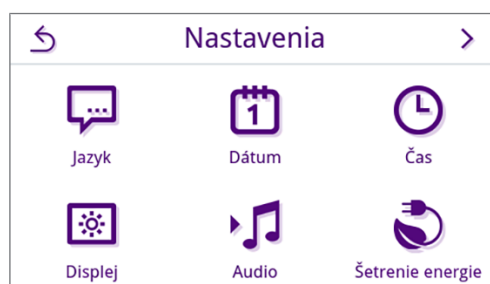 Nastavenia
...
1
Jazyk Dátum Čas
Displej Audio Šetrenie energie